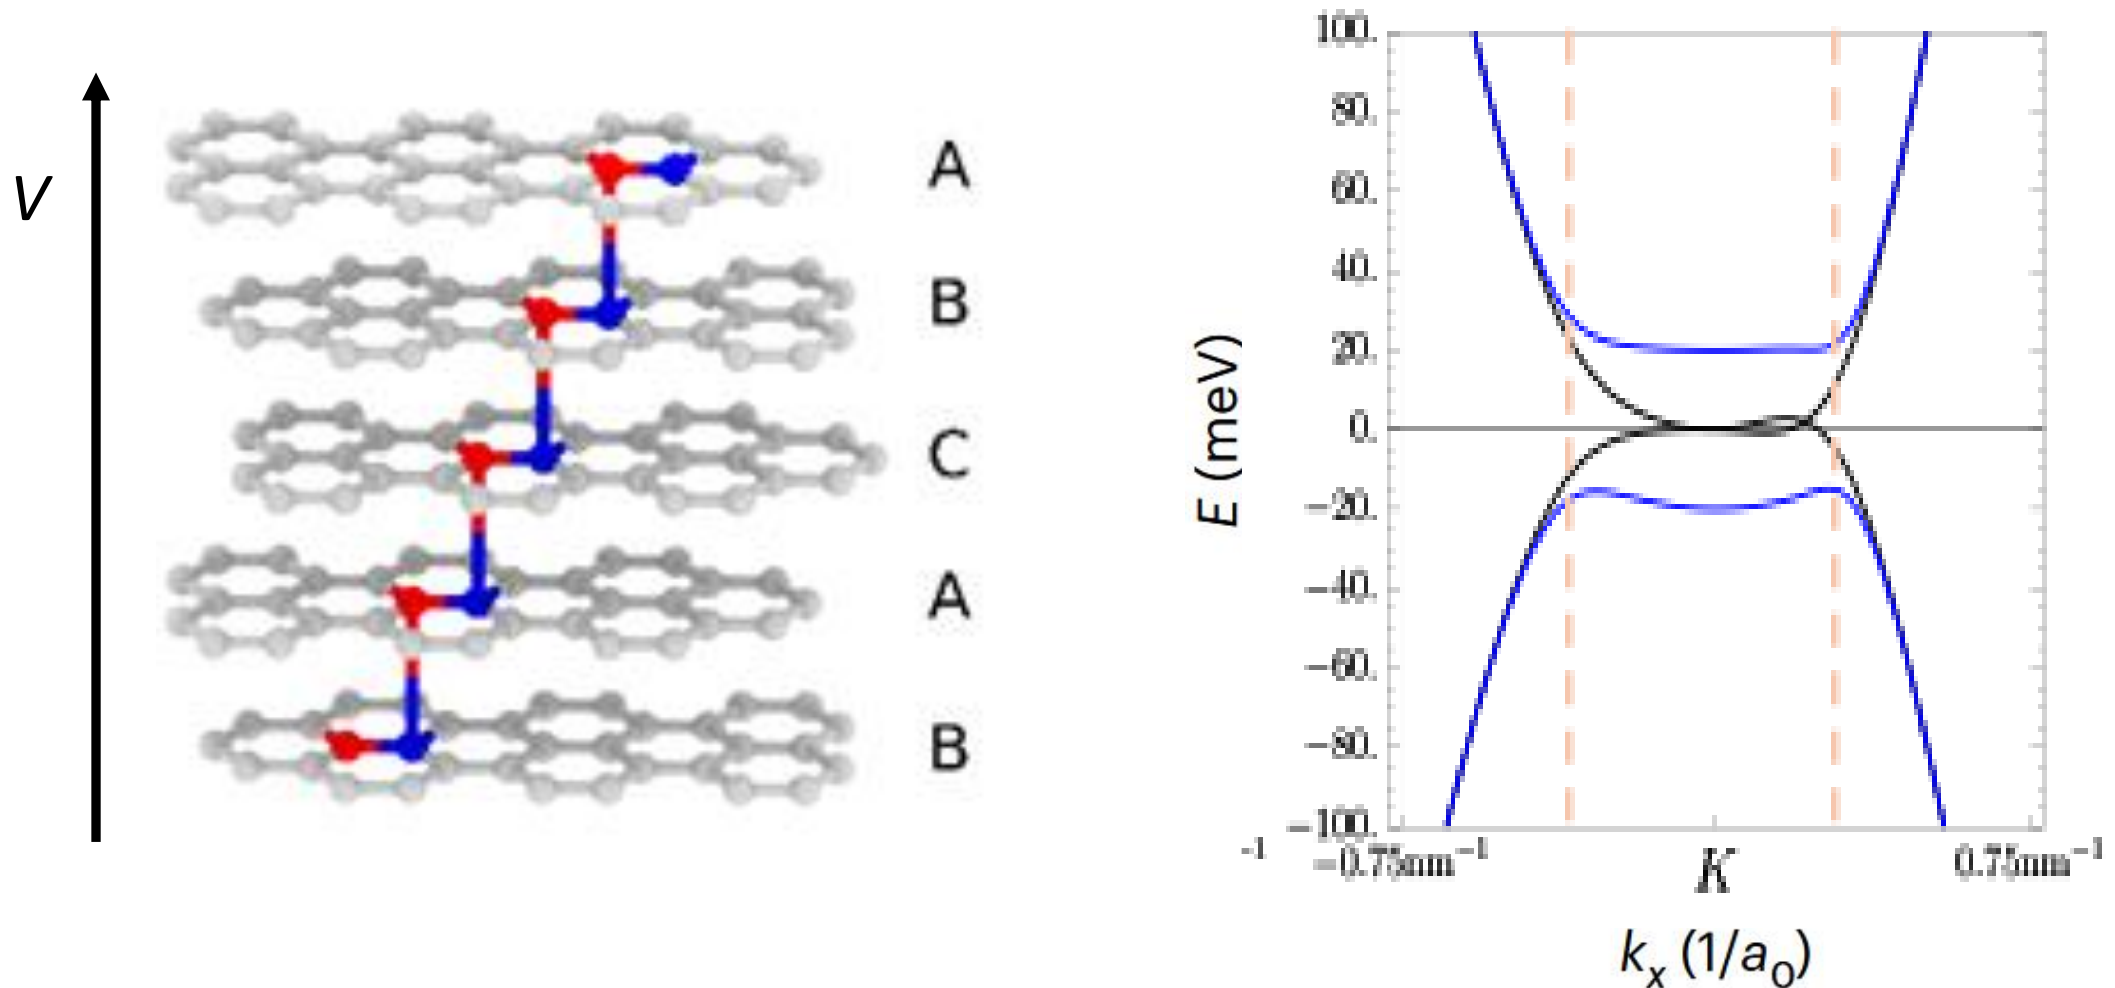 V
A
B
C
A
B
E (meV)
100.
80.
60.
40.
20.
0.
−20.
−40.
−60.
−80.
−100.
-1
−0.75nm⁻¹
K
0.75nm⁻¹
kₓ (1/a₀)